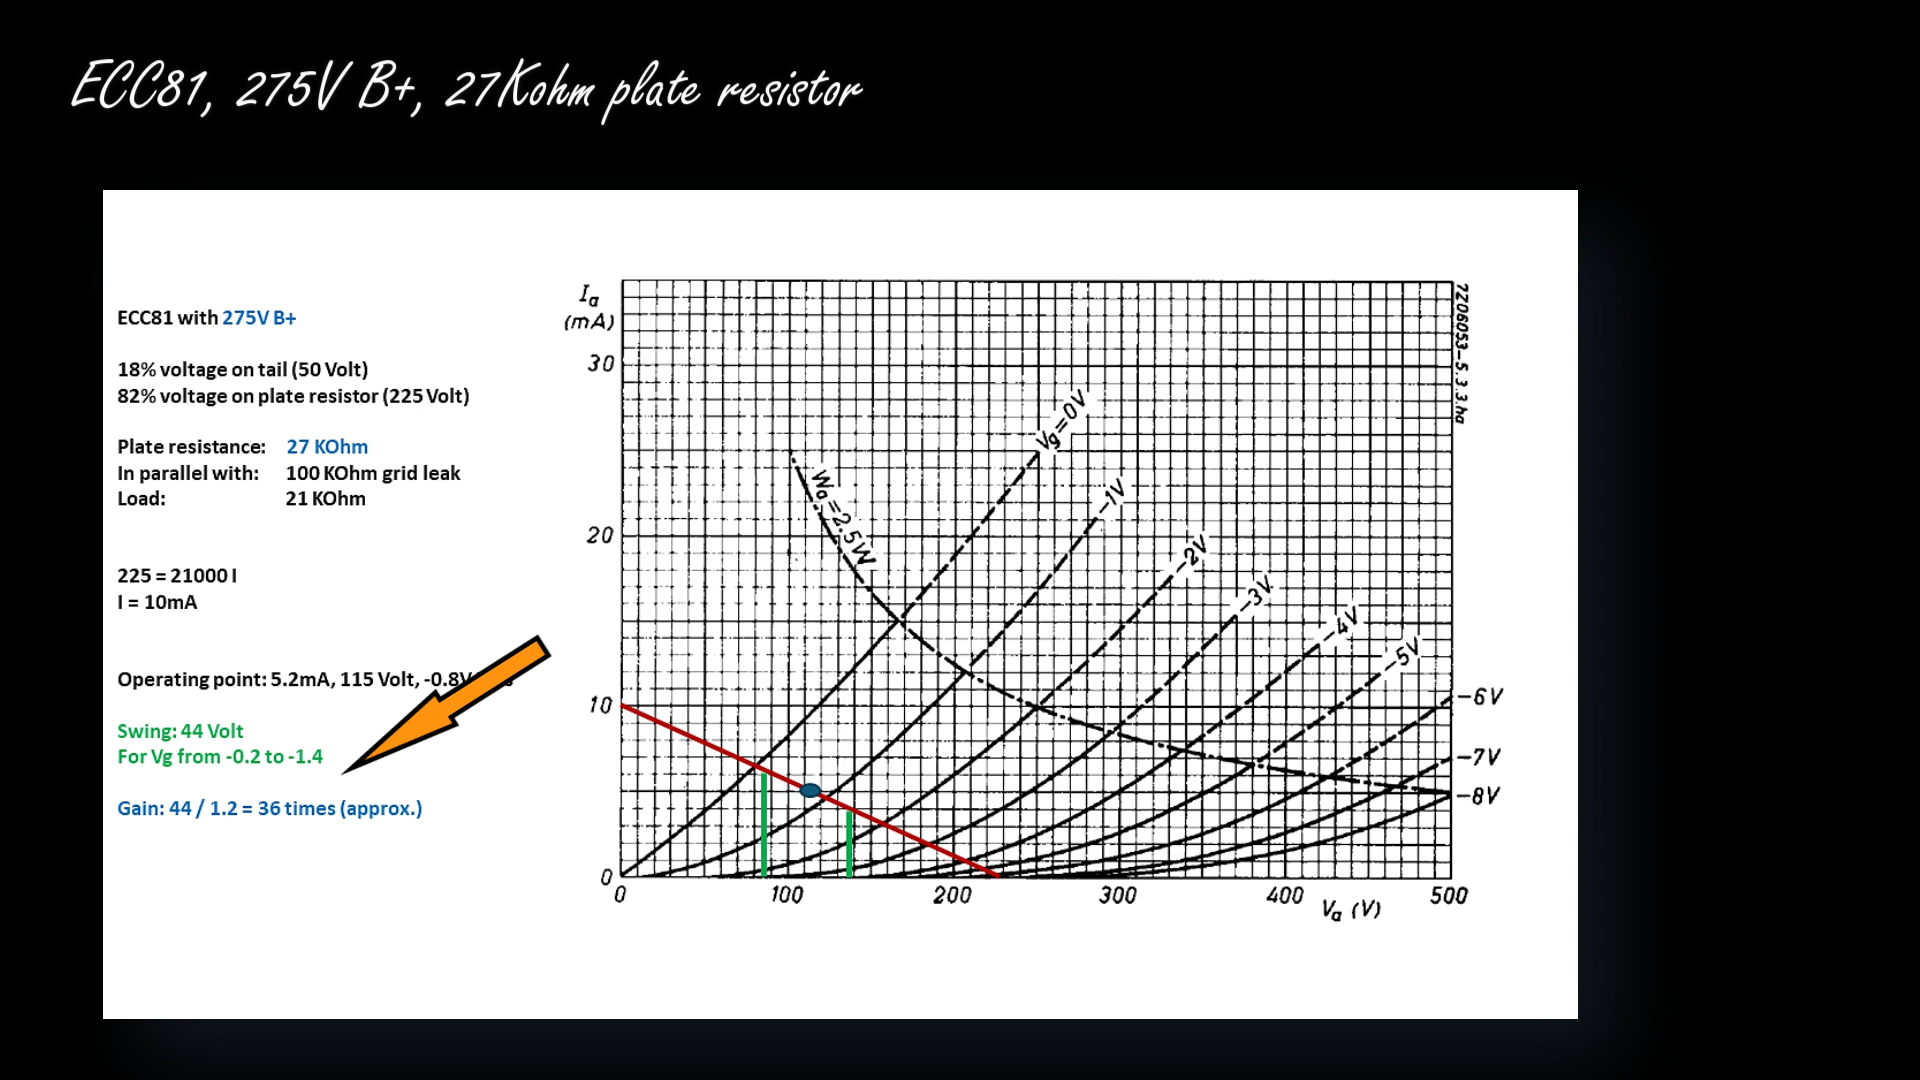 ECC81, 275V B+, 27Kohm plate resistor
ECC81 with 275V B+
18% voltage on tail (50 Volt)
82% voltage on plate resistor (225 Volt)
Plate resistance: 27 KOhm
In parallel with: 100 KOhm grid leak
Load: 21 KOhm
225 = 21000 I
I = 10mA
Operating point: 5.2mA, 115 Volt, -0.8V
Swing: 44 Volt
For Vg from -0.2 to -1.4
Gain: 44 / 1.2 = 36 times (approx.)
Ia
(mA)
30
20
10
0
Wa=2.5W
Vg=0V
-1V
-2V
-3V
-4V
-5V
-6V
-7V
-8V
7206053-5.3.3.ha
0 100 200 300 400 500
Va (V)